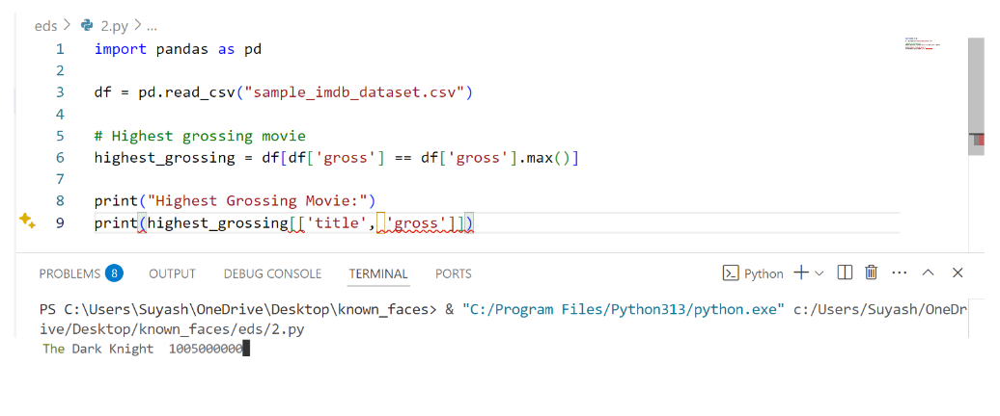 eds > 2.py > ...
1 import pandas as pd
2
3 df = pd.read_csv("sample_imdb_dataset.csv")
4
5 # Highest grossing movie
6 highest_grossing = df[df['gross'] == df['gross'].max()]
7
8 print("Highest Grossing Movie:")
9 print(highest_grossing[['title', 'gross']])
PROBLEMS 8 OUTPUT DEBUG CONSOLE TERMINAL PORTS Python
PS C:\Users\Suyash\OneDrive\Desktop\known_faces> & "C:/Program Files/Python313/python.exe" c:/Users/Suyash/OneDr
ive/Desktop/known_faces/eds/2.py
The Dark Knight 1005000000